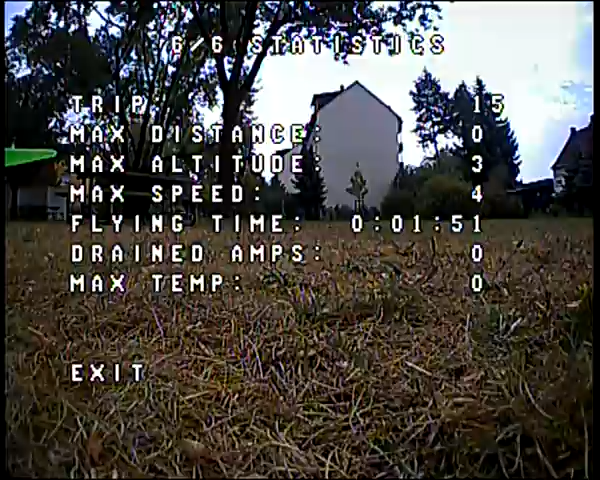 6/6 STATISTICS
TRIP: 15
MAX DISTANCE: 0
MAX ALTITUDE: 3
MAX SPEED: 4
FLYING TIME: 0:01:51
DRAINED AMPS: 0
MAX TEMP: 0
EXIT